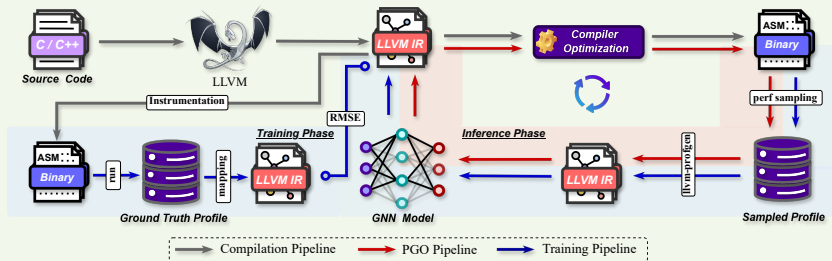 C / C++
Source Code
LLVM
LLVM IR
Compiler
Optimization
ASM
Binary
Instrumentation
RMSE
perf sampling
Training Phase
Inference Phase
ASM
Binary
run
Ground Truth Profile
mapping
LLVM IR
GNN Model
LLVM IR
llvm-profgen
Sampled Profile
Compilation Pipeline
PGO Pipeline
Training Pipeline